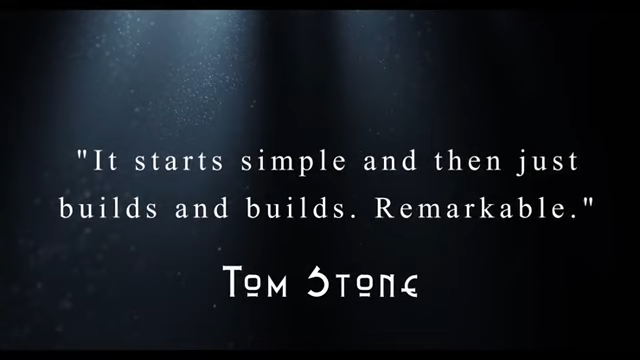 "It starts simple and then just
builds and builds. Remarkable."
Tom Stone